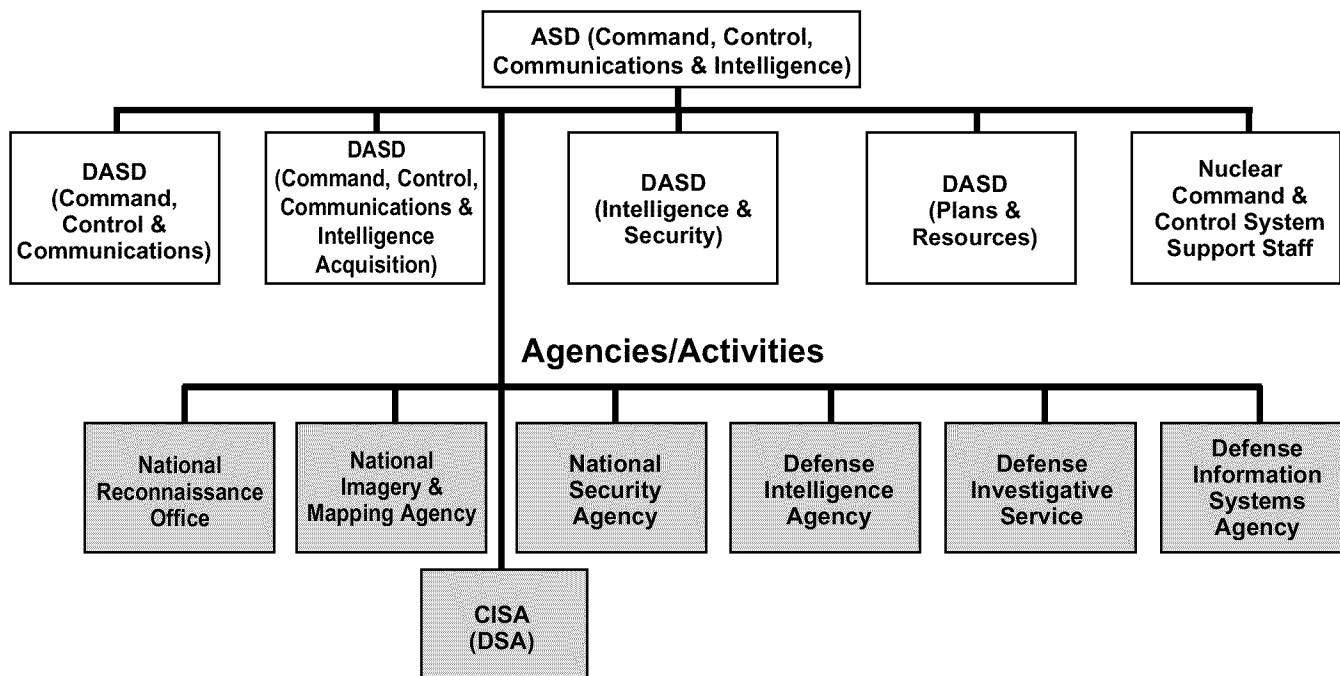 ASD (Command, Control,
Communications & Intelligence)
DASD
(Command,
Control &
Communications)
DASD
(Command, Control,
Communications &
Intelligence
Acquisition)
DASD
(Intelligence &
Security)
DASD
(Plans &
Resources)
Nuclear
Command &
Control System
Support Staff
Agencies/Activities
National
Reconnaissance
Office
National
Imagery &
Mapping Agency
National
Security
Agency
Defense
Intelligence
Agency
Defense
Investigative
Service
Defense
Information
Systems
Agency
CISA
(DSA)